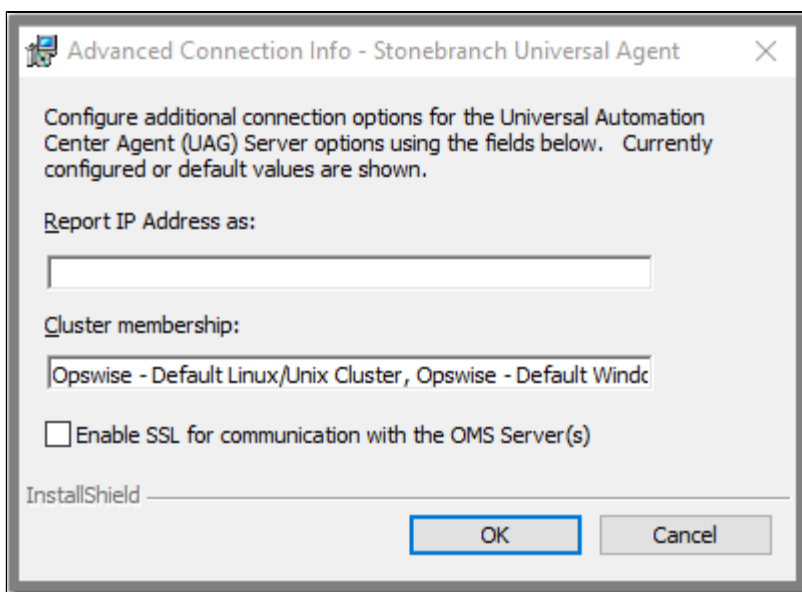 Advanced Connection Info - Stonebranch Universal Agent
Configure additional connection options for the Universal Automation
Center Agent (UAG) Server options using the fields below. Currently
configured or default values are shown.
Report IP Address as:
Cluster membership:
Opswise - Default Linux/Unix Cluster, Opswise - Default Windo
Enable SSL for communication with the OMS Server(s)
InstallShield
OK Cancel